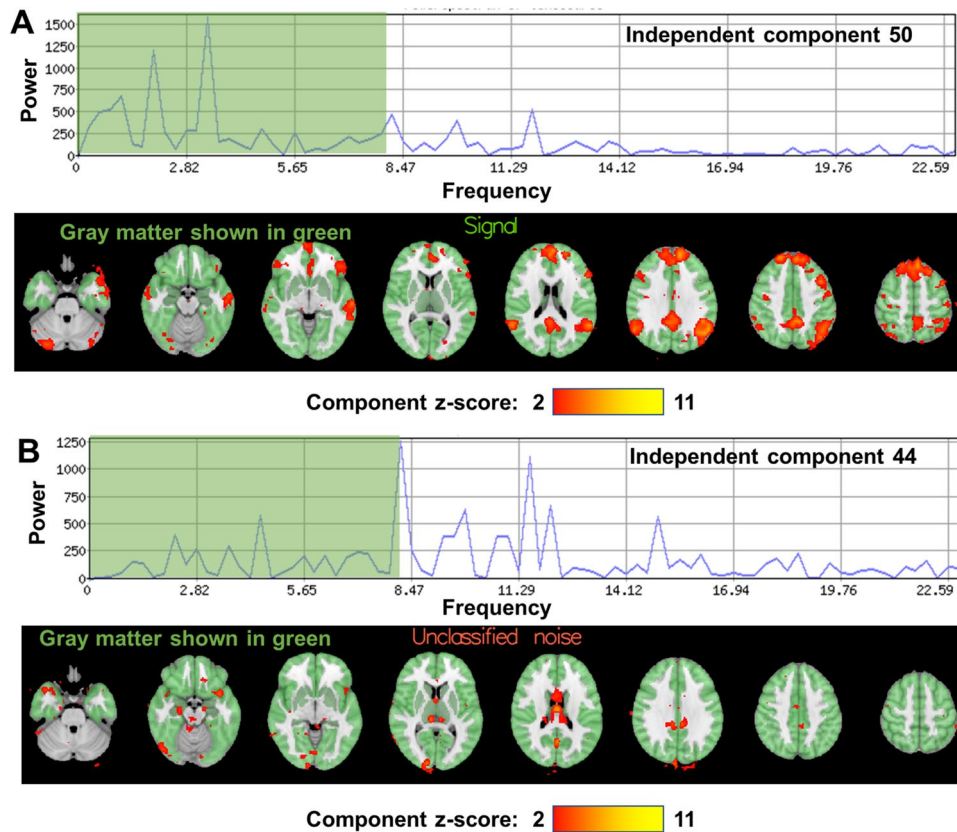 A
Independent component 50
Power
1500
1250
1000
750
500
250
0
0 2.82 5.65 8.47 11.29 14.12 16.94 19.76 22.59
Frequency
Signal
Gray matter shown in green
Component z-score: 2 11
B
Independent component 44
Power
1250
1000
750
500
250
0
0 2.82 5.65 8.47 11.29 14.12 16.94 19.76 22.59
Frequency
Gray matter shown in green Unclassified noise
Component z-score: 2 11